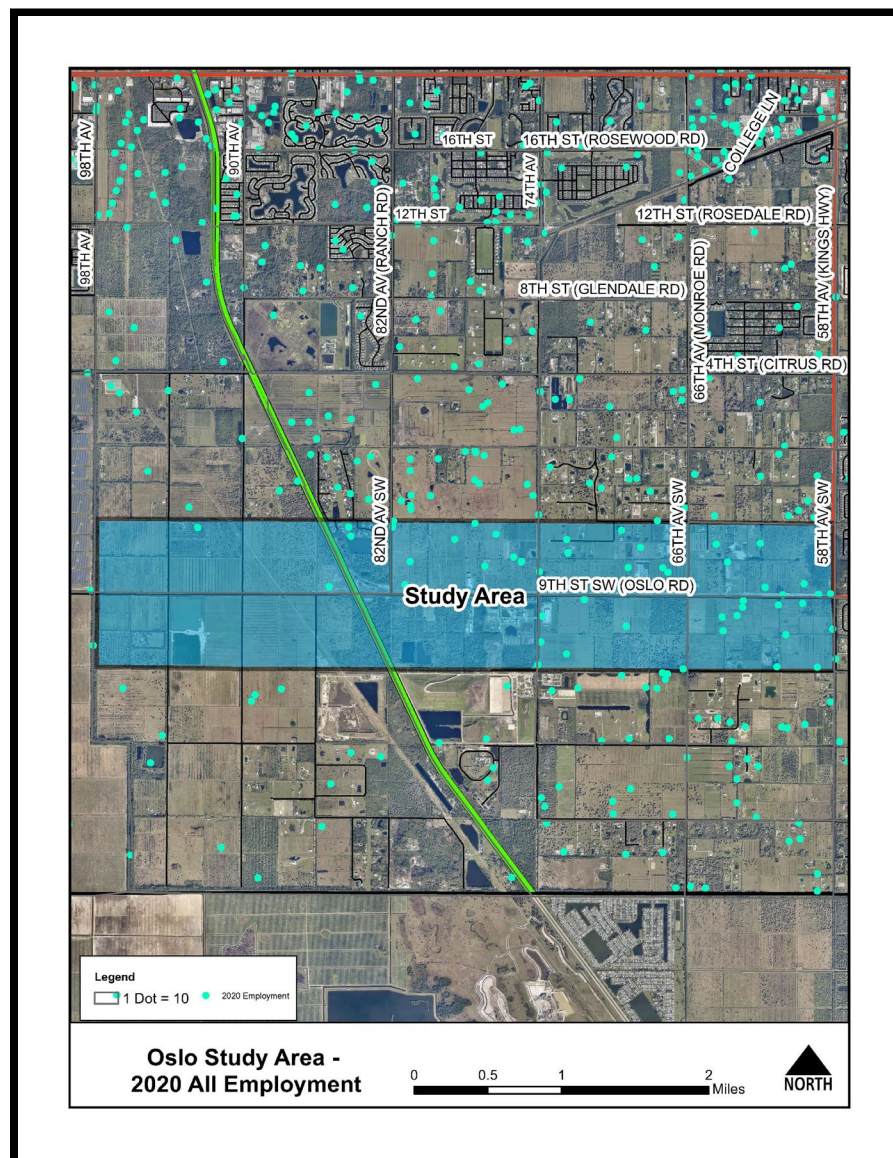 98TH AV
90TH AV
16TH ST
16TH ST (ROSEWOOD RD)
COLLEGE LN
74TH AV
12TH ST
12TH ST (ROSEDALE RD)
98TH AV
82ND AV (RANCH RD)
8TH ST (GLENDALE RD)
66TH AV (MONROE RD)
58TH AV (KINGS HWY)
4TH ST (CITRUS RD)
82ND AV SW
66TH AV SW
58TH AV SW
9TH ST SW (OSLO RD)
Study Area
Legend
1 Dot = 10
2020 Employment
Oslo Study Area -
2020 All Employment
0 0.5 1 2
Miles
NORTH